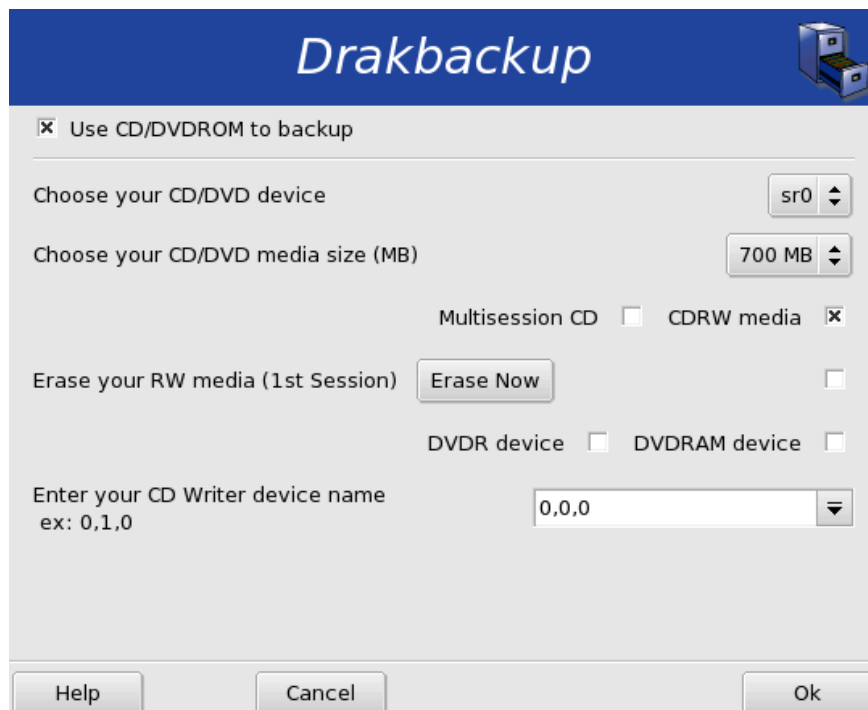 Drakbackup
Use CD/DVDROM to backup
Choose your CD/DVD device sr0
Choose your CD/DVD media size (MB) 700 MB
Multisession CD CDRW media
Erase your RW media (1st Session) Erase Now
DVDR device DVDRAM device
Enter your CD Writer device name
ex: 0,1,0
0,0,0
Help Cancel Ok